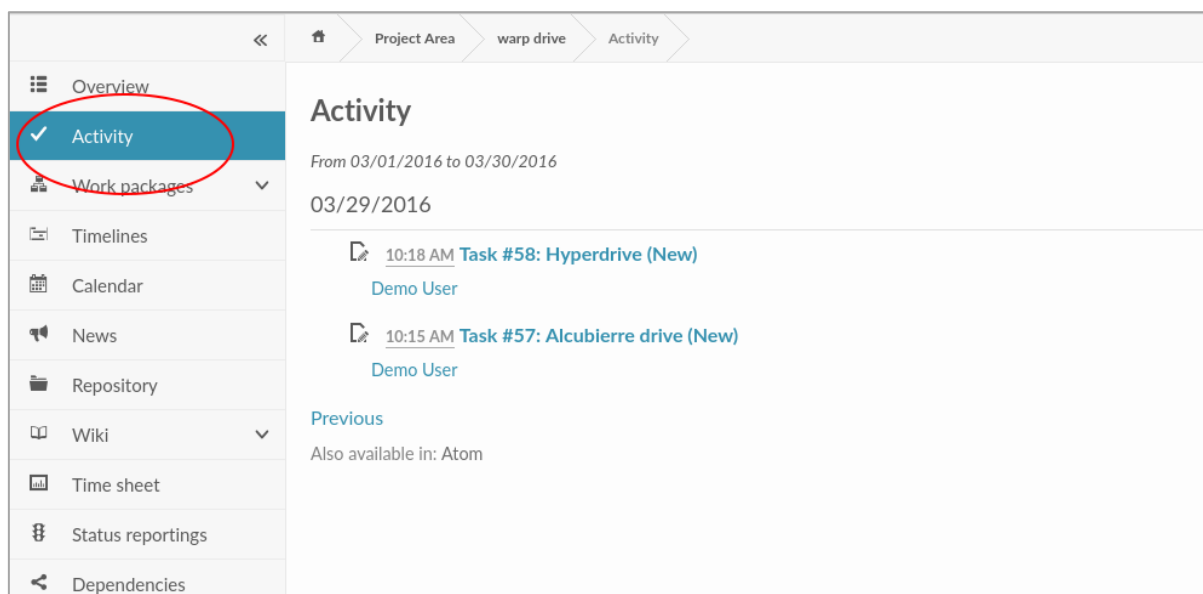 Project Area warp drive Activity
Overview
Activity
Work packages
Timelines
Calendar
News
Repository
Wiki
Time sheet
Status reportings
Dependencies
Activity
From 03/01/2016 to 03/30/2016
03/29/2016
10:18 AM Task #58: Hyperdrive (New)
Demo User
10:15 AM Task #57: Alcubierre drive (New)
Demo User
Previous
Also available in: Atom